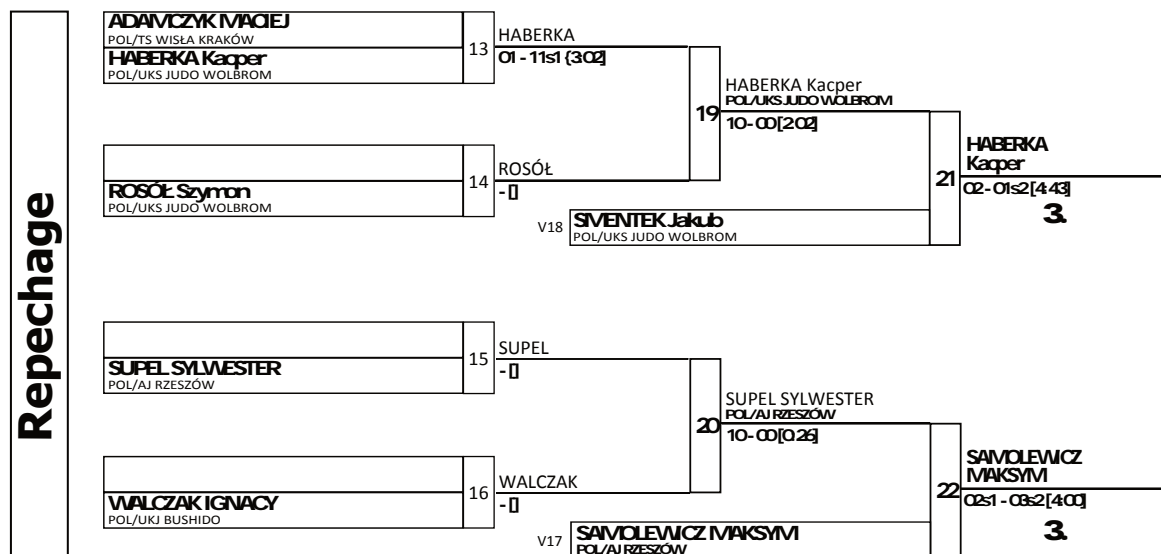 Repechage
ADAMCZYK MACIEJ
POL/TS WISŁA KRAKÓW
HABERKA Kacper
POL/UKS JUDO WOLBROM
13
HABERKA
01 - 11s1 {3:02]
ROSÓŁ Szymon
POL/UKS JUDO WOLBROM
14
ROSÓŁ
- []
19
HABERKA Kacper
POL/UKS JUDO WOLBROM
10 - 00 [2:02]
V18
SMENTEK Jakub
POL/UKS JUDO WOLBROM
21
HABERKA
Kacper
02 - 01s2 [4:43]
3.
SUPEL SYLWESTER
POL/AJ RZESZÓW
15
SUPEL
- []
WALCZAK IGNACY
POL/UKJ BUSHIDO
16
WALCZAK
- []
20
SUPEL SYLWESTER
POL/AJ RZESZÓW
10 - 00 [0:26]
V17
SAMOLEWICZ MAKSYM
POL/AJ RZESZÓW
22
SAMOLEWICZ
MAKSYM
02s1 - 03s2 [4:00]
3.